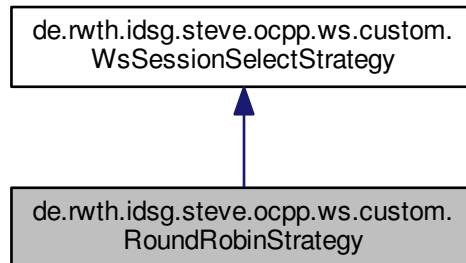 de.rwth.idsg.steve.ocpp.ws.custom.
WsSessionSelectStrategy
de.rwth.idsg.steve.ocpp.ws.custom.
RoundRobinStrategy